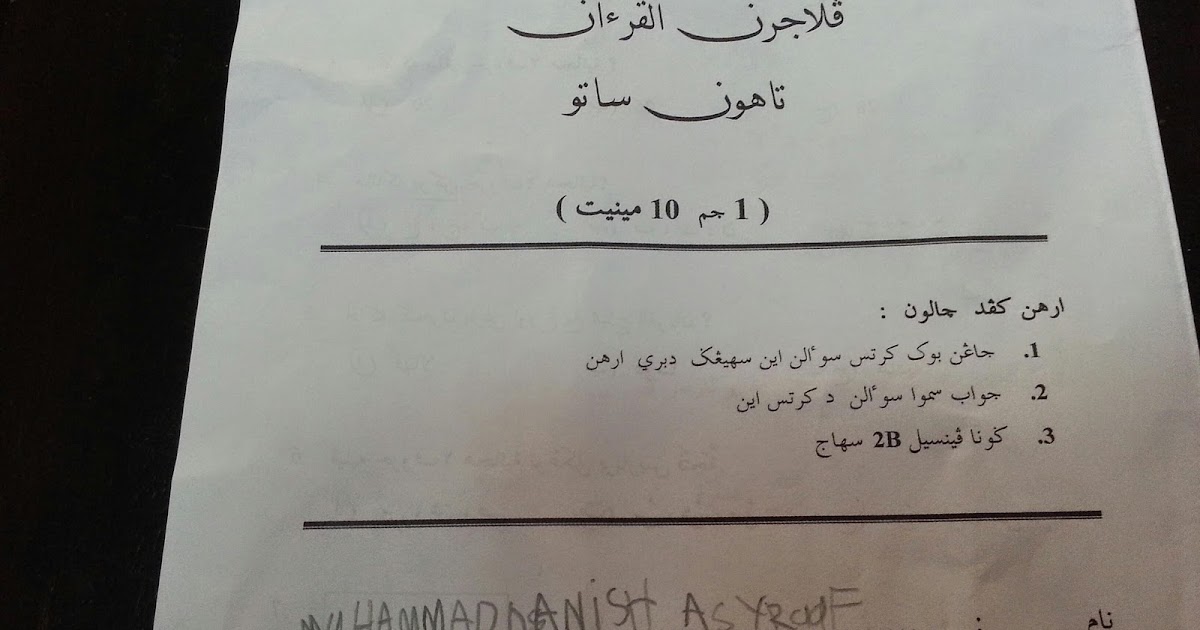 ڤلاجرن القرءان
تاهون ساتو
( 1 جم 10 مينيت )
ارهن کڤد چالون :
1. جاڠن بوک کرتس سوءالن اين سهيڠݢ دبري ارهن
2. جواب سموا سوءالن د کرتس اين
3. ݢونا ڤينسيل 2B سهاج
نام :
MUHAMMAD DANISH ASYRAAF